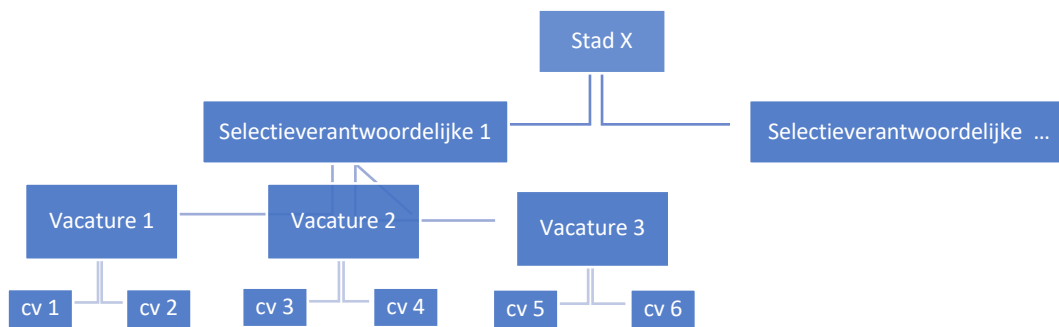 Stad X
Selectieverantwoordelijke 1
Selectieverantwoordelijke ...
Vacature 1
Vacature 2
Vacature 3
cv 1
cv 2
cv 3
cv 4
cv 5
cv 6